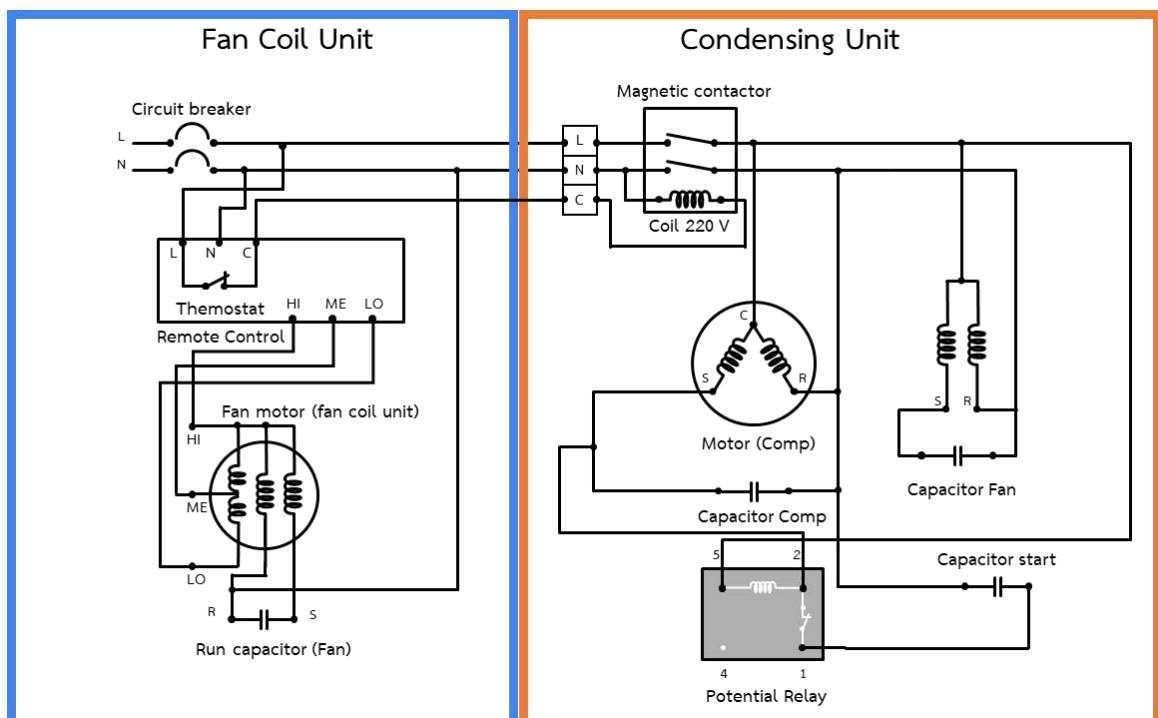 Fan Coil Unit
Condensing Unit
Magnetic contactor
Circuit breaker
L
N
L
N
C
Coil 220 V
L
N
C
Themostat
HI
ME
LO
Remote Control
Fan motor (fan coil unit)
HI
ME
LO
R
S
Run capacitor (Fan)
C
S
R
Motor (Comp)
S
R
Capacitor Fan
Capacitor Comp
5
2
Capacitor start
4
1
Potential Relay